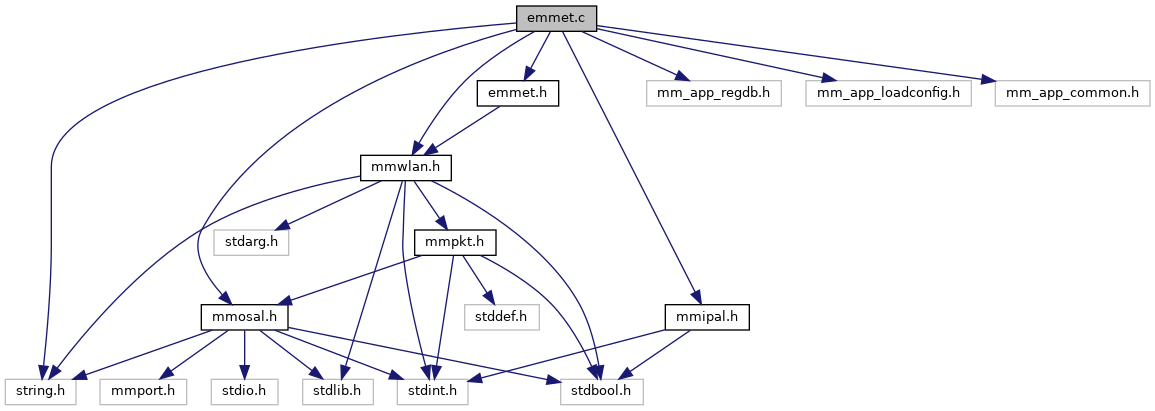 emmet.c
emmet.h
mm_app_regdb.h
mm_app_loadconfig.h
mm_app_common.h
mmwlan.h
stdarg.h
mmpkt.h
mmosal.h
stddef.h
mmipal.h
string.h
mmport.h
stdio.h
stdlib.h
stdint.h
stdbool.h